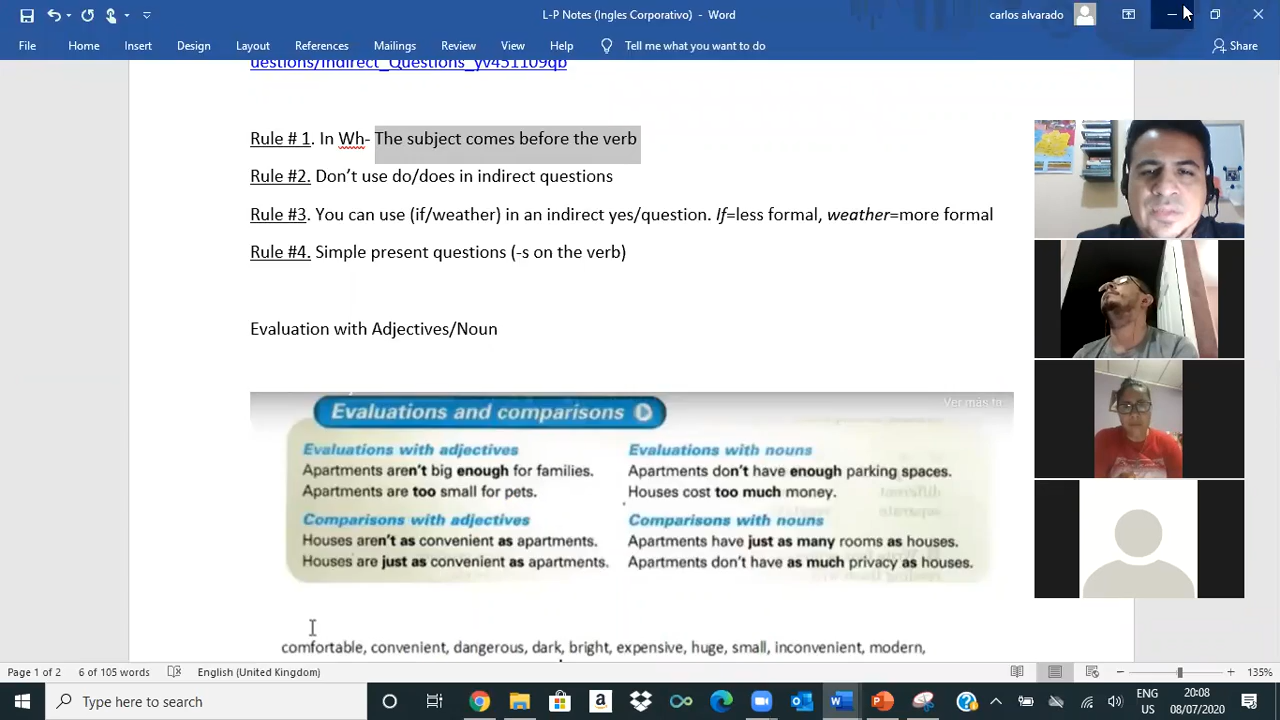 L-P Notes (Ingles Corporativo) - Word
carlos alvarado
File Home Insert Design Layout References Mailings Review View Help Tell me what you want to do Share
uestions/Indirect_Questions_yv451109qb
Rule # 1. In Wh- The subject comes before the verb
Rule #2. Don't use do/does in indirect questions
Rule #3. You can use (if/weather) in an indirect yes/question. If=less formal, weather=more formal
Rule #4. Simple present questions (-s on the verb)
Evaluation with Adjectives/Noun
Ver más ta
Evaluations and comparisons
Evaluations with adjectives
Apartments aren't big enough for families.
Apartments are too small for pets.
Comparisons with adjectives
Houses aren't as convenient as apartments.
Houses are just as convenient as apartments.
Evaluations with nouns
Apartments don't have enough parking spaces.
Houses cost too much money.
Comparisons with nouns
Apartments have just as many rooms as houses.
Apartments don't have as much privacy as houses.
comfortable, convenient, dangerous, dark, bright, expensive, huge, small, inconvenient, modern,
Page 1 of 2 6 of 105 words English (United Kingdom) 135%
Type here to search
ENG 20:08
US 08/07/2020